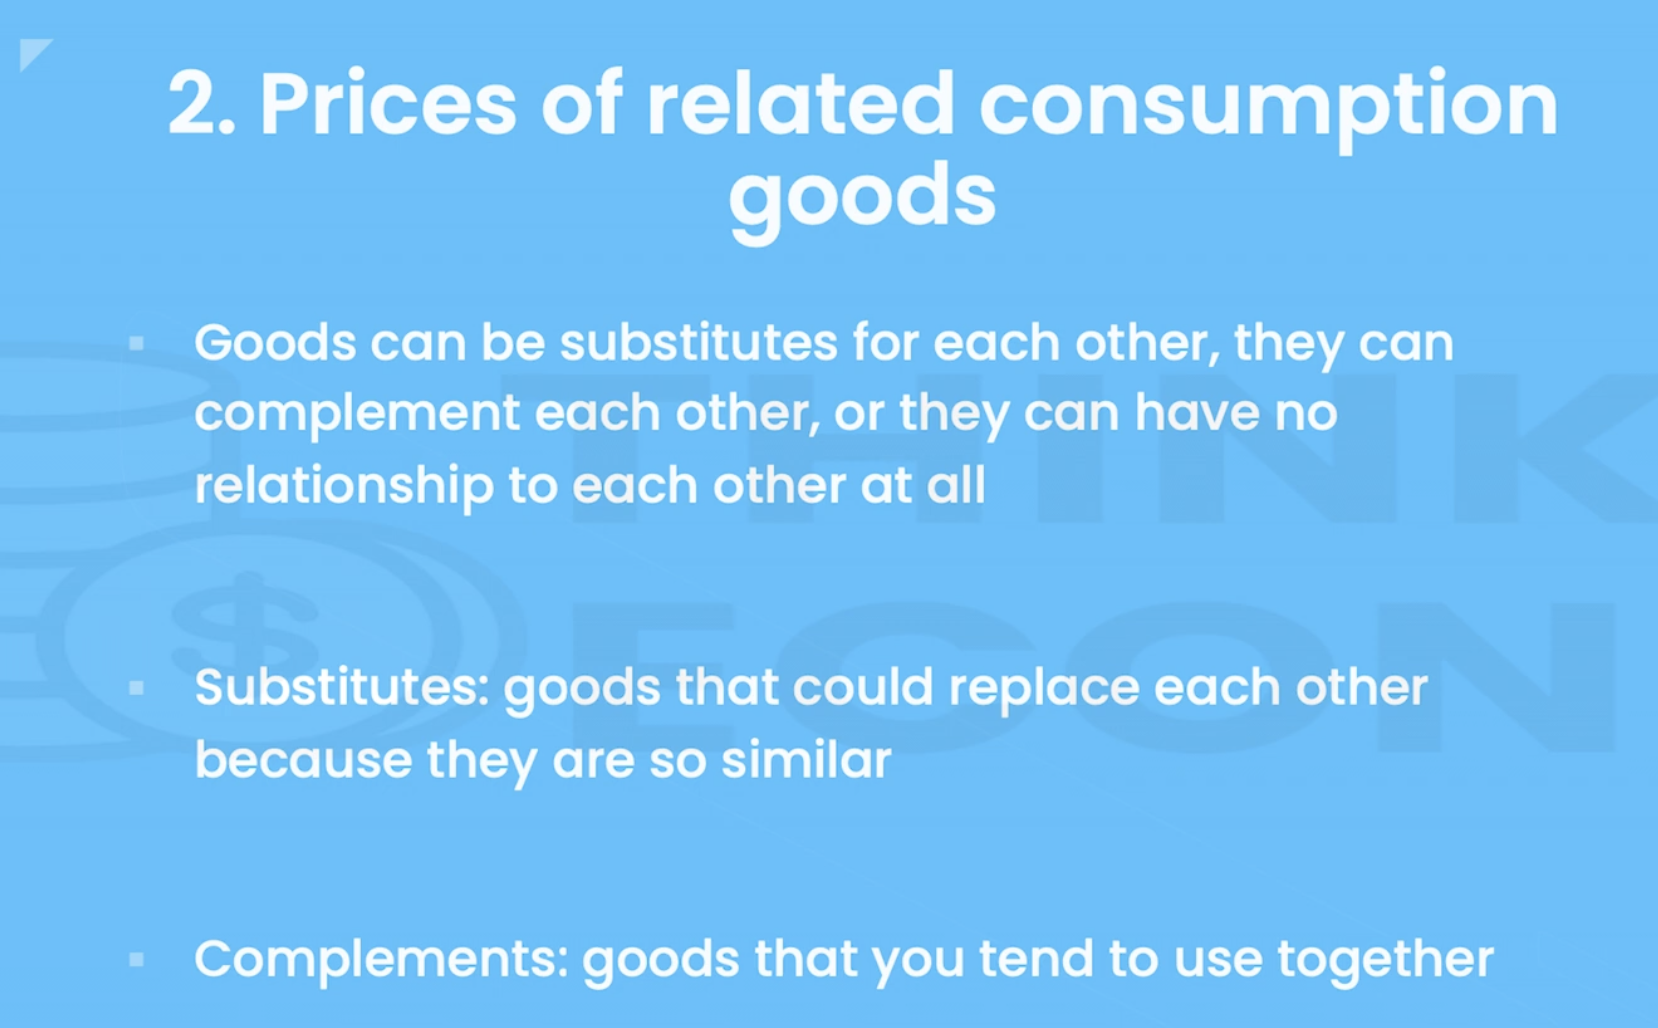 2. Prices of related consumption
goods
Goods can be substitutes for each other, they can
complement each other, or they can have no
relationship to each other at all
THINK
ECON
Substitutes: goods that could replace each other
because they are so similar
Complements: goods that you tend to use together